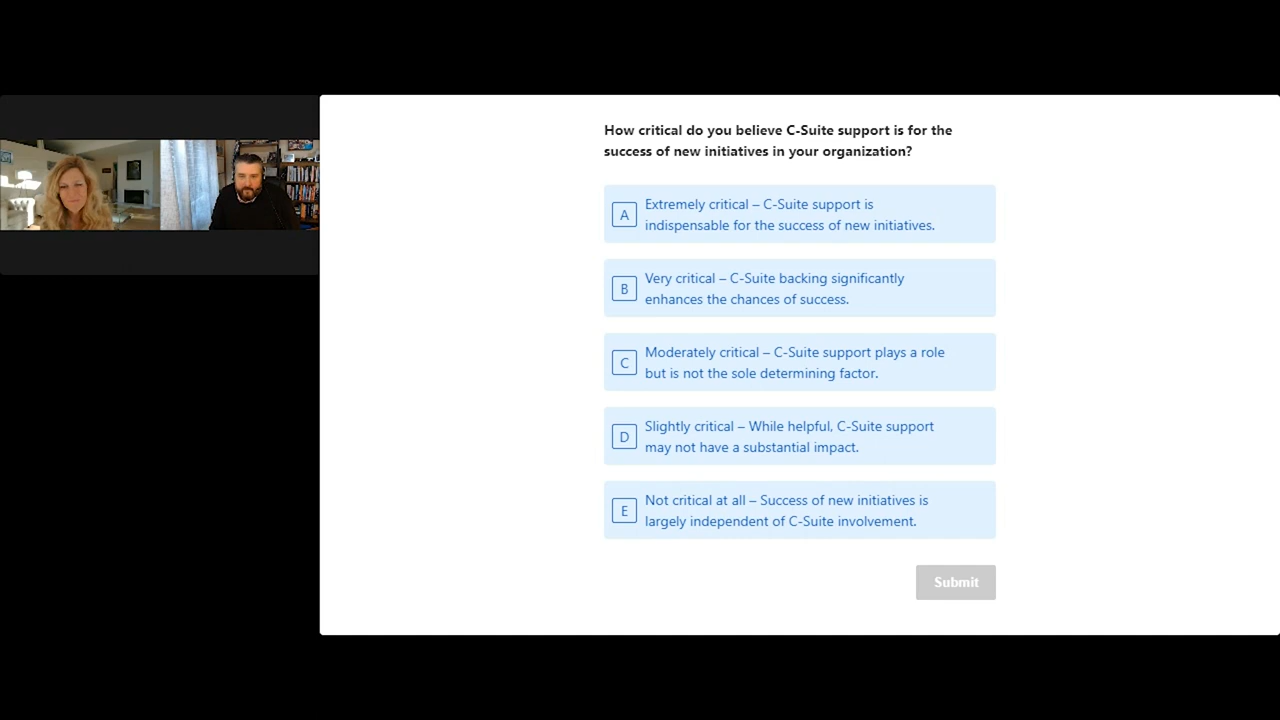 How critical do you believe C-Suite support is for the
success of new initiatives in your organization?
A
Extremely critical – C-Suite support is
indispensable for the success of new initiatives.
B
Very critical – C-Suite backing significantly
enhances the chances of success.
C
Moderately critical – C-Suite support plays a role
but is not the sole determining factor.
D
Slightly critical – While helpful, C-Suite support
may not have a substantial impact.
E
Not critical at all – Success of new initiatives is
largely independent of C-Suite involvement.
Submit